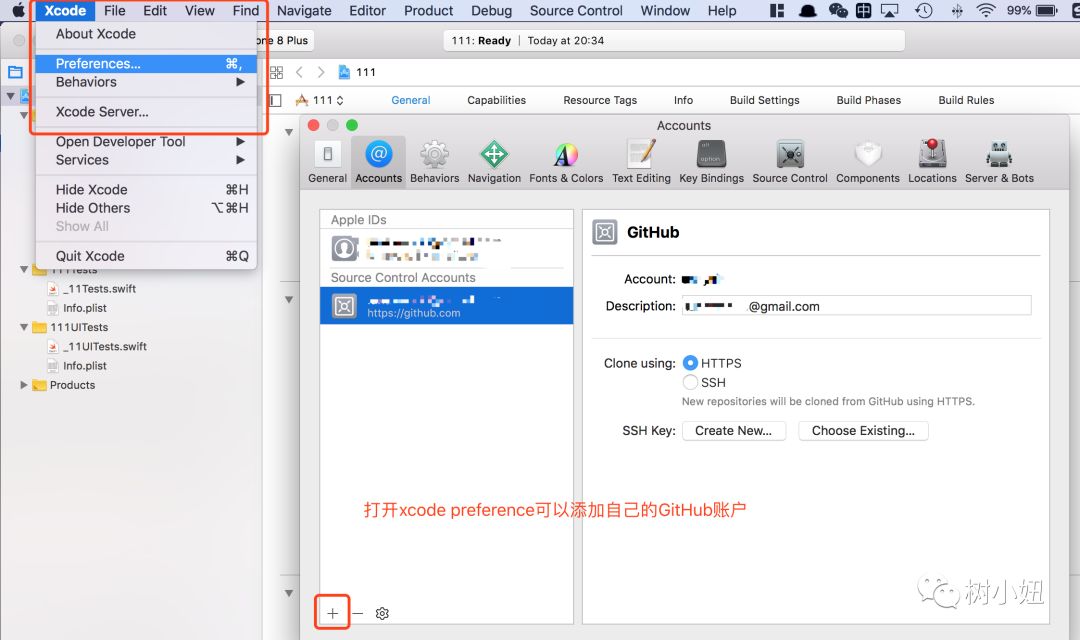 Xcode File Edit View Find Navigate Editor Product Debug Source Control Window Help 99%
About Xcode
Preferences... ⌘,
Behaviors
Xcode Server...
Open Developer Tool
Services
Hide Xcode ⌘H
Hide Others ⌥⌘H
Show All
Quit Xcode ⌘Q
one 8 Plus
111: Ready | Today at 20:34
111
111 General Capabilities Resource Tags Info Build Settings Build Phases Build Rules
111Tests
_11Tests.swift
Info.plist
111UITests
_11UITests.swift
Info.plist
Products
Accounts
General Accounts Behaviors Navigation Fonts & Colors Text Editing Key Bindings Source Control Components Locations Server & Bots
Apple IDs
Source Control Accounts
https://github.com
GitHub
Account:
Description: @gmail.com
Clone using: HTTPS
SSH
New repositories will be cloned from GitHub using HTTPS.
SSH Key: Create New... Choose Existing...
打开xcode preference可以添加自己的GitHub账户
树小妞